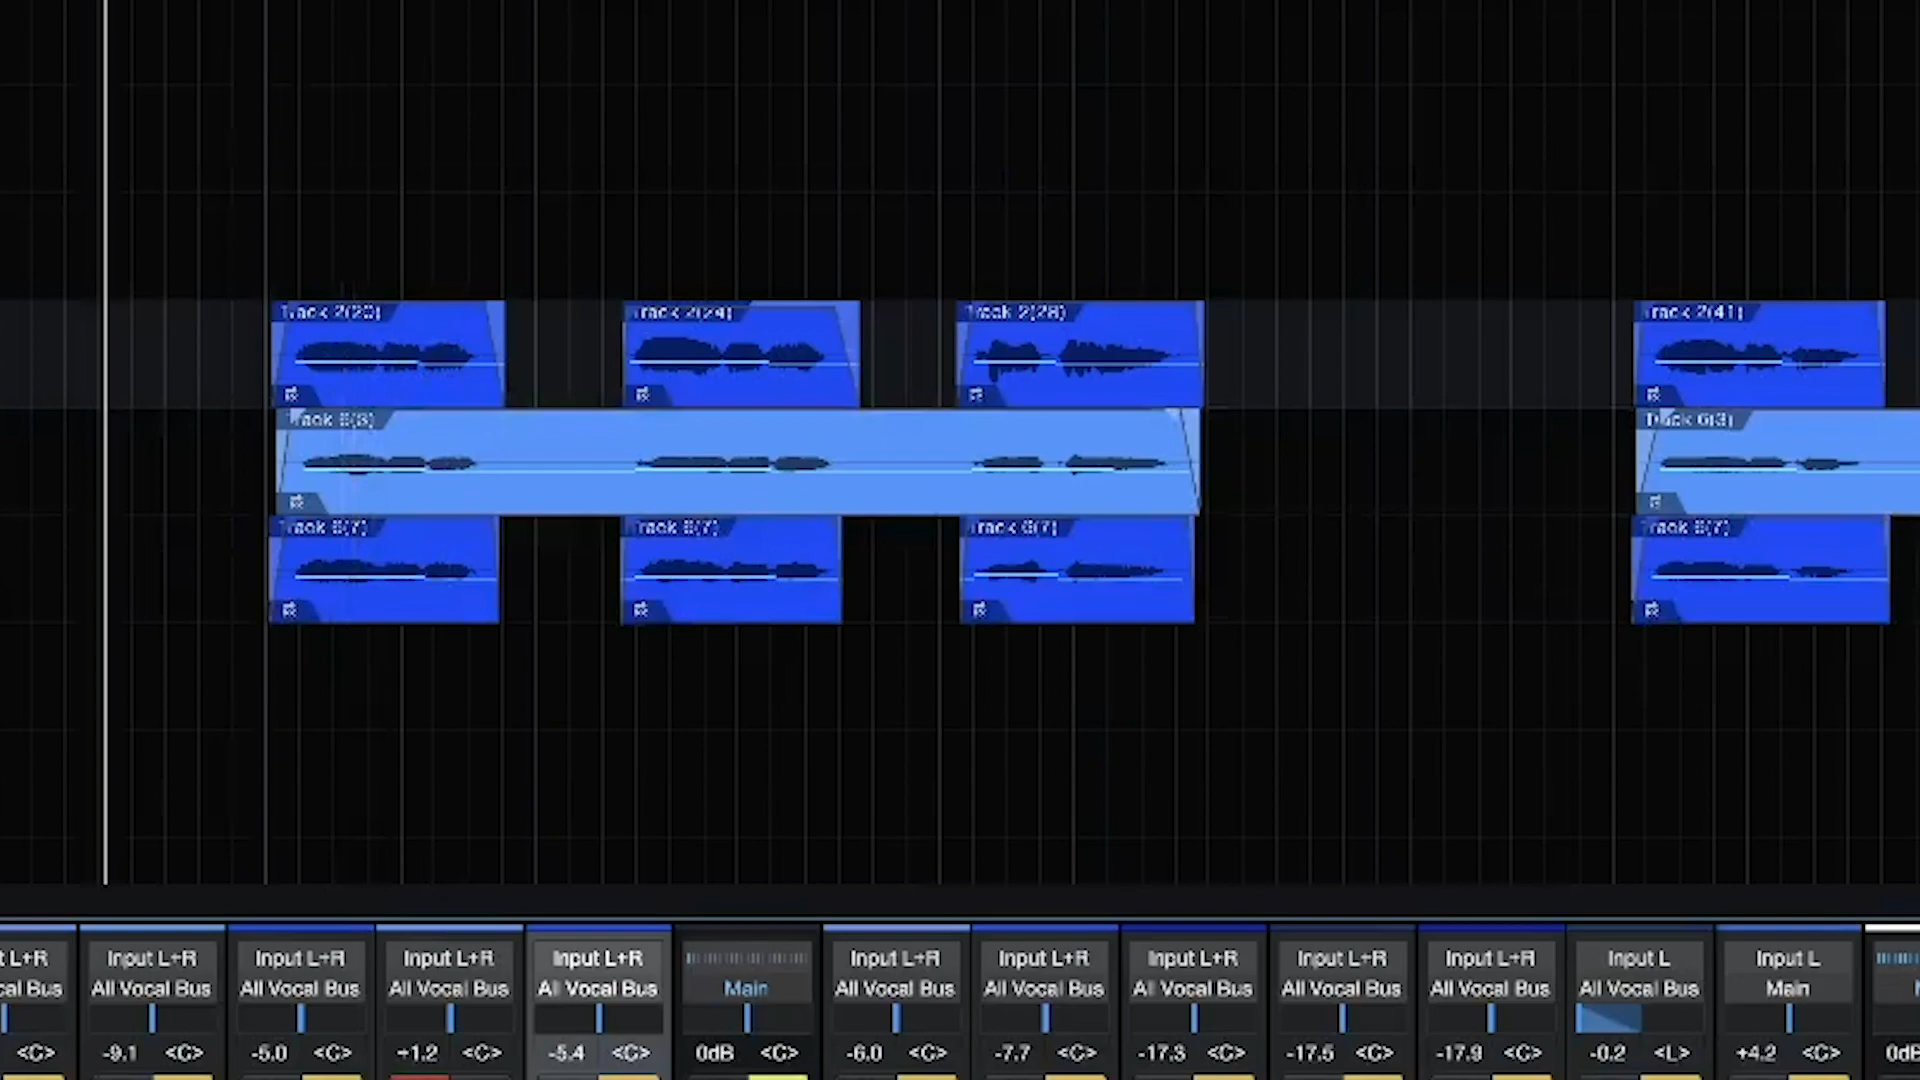 Track 2(20) Track 2(24) Track 2(28) Track 2(41)
Track 6(3) Track 6(3)
Track 6(7) Track 6(7) Track 6(7) Track 6(7)
L+R Input L+R Input L+R Input L+R Input L+R Input L+R Input L+R Input L+R Input L+R Input L+R Input L Input L
Bus All Vocal Bus All Vocal Bus All Vocal Bus All Vocal Bus Main All Vocal Bus All Vocal Bus All Vocal Bus All Vocal Bus All Vocal Bus All Vocal Bus Main
<C> -9.1 <C> -5.0 <C> +1.2 <C> -5.4 <C> 0dB <C> -6.0 <C> -7.7 <C> -17.3 <C> -17.5 <C> -17.9 <C> -0.2 <L> +4.2 <C> 0dB